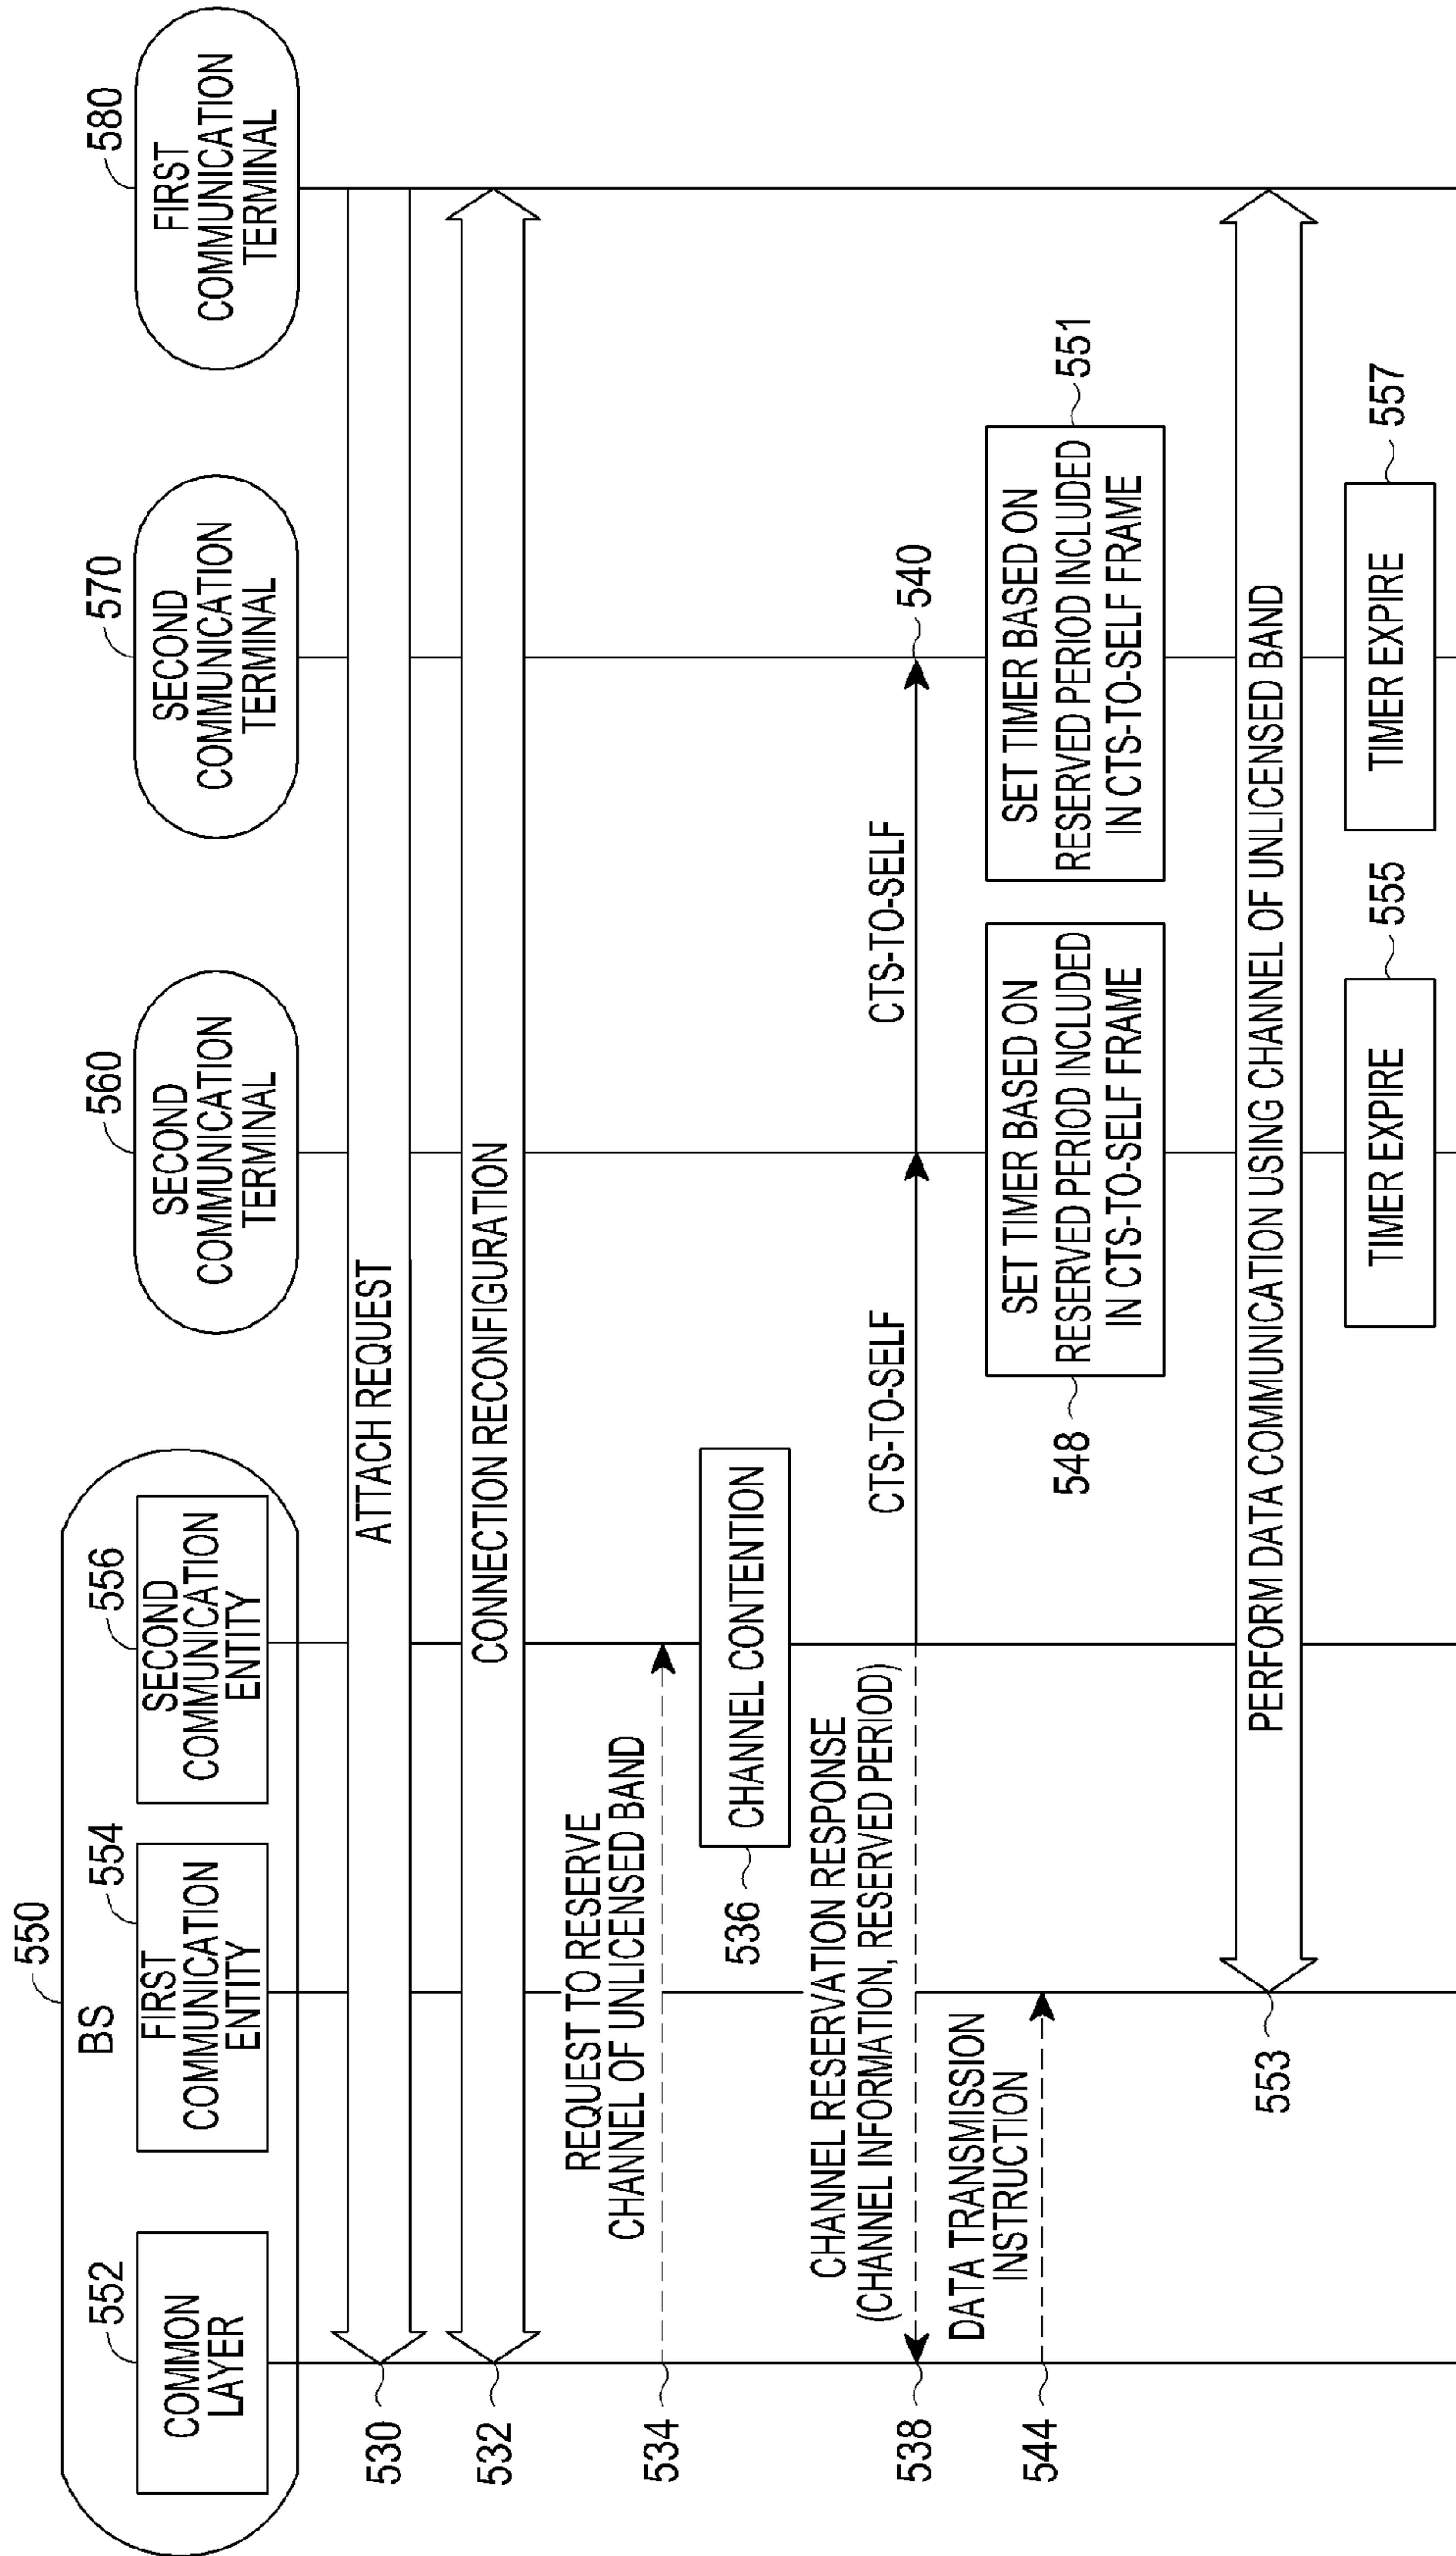 550
BS
552
COMMON
LAYER
554
FIRST
COMMUNICATION
ENTITY
556
SECOND
COMMUNICATION
ENTITY
560
SECOND
COMMUNICATION
TERMINAL
570
SECOND
COMMUNICATION
TERMINAL
580
FIRST
COMMUNICATION
TERMINAL
530
ATTACH REQUEST
532
CONNECTION RECONFIGURATION
534
REQUEST TO RESERVE
CHANNEL OF UNLICENSED BAND
536
CHANNEL CONTENTION
538
CHANNEL RESERVATION RESPONSE
(CHANNEL INFORMATION, RESERVED PERIOD)
CTS-TO-SELF
CTS-TO-SELF
540
544
DATA TRANSMISSION
INSTRUCTION
548
SET TIMER BASED ON
RESERVED PERIOD INCLUDED
IN CTS-TO-SELF FRAME
SET TIMER BASED ON
RESERVED PERIOD INCLUDED
IN CTS-TO-SELF FRAME
551
553
PERFORM DATA COMMUNICATION USING CHANNEL OF UNLICENSED BAND
TIMER EXPIRE
555
TIMER EXPIRE
557